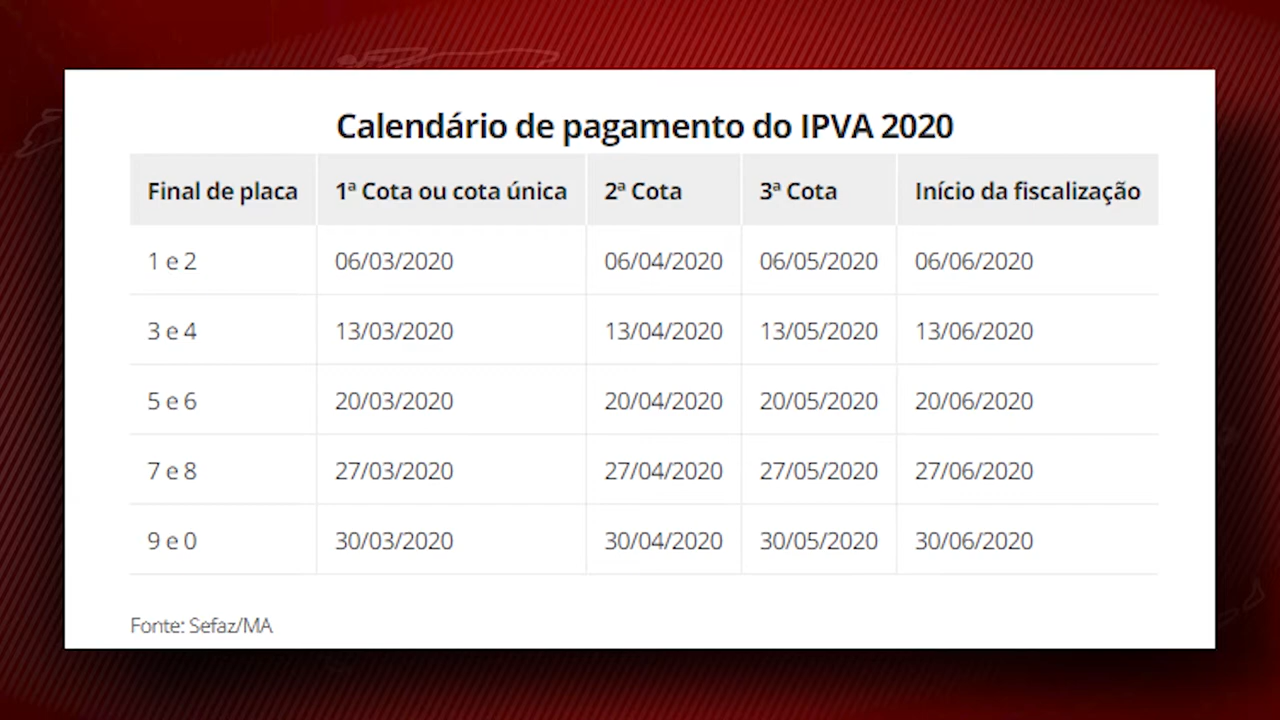 Calendário de pagamento do IPVA 2020
Final de placa 1ª Cota ou cota única 2ª Cota 3ª Cota Início da fiscalização
1 e 2 06/03/2020 06/04/2020 06/05/2020 06/06/2020
3 e 4 13/03/2020 13/04/2020 13/05/2020 13/06/2020
5 e 6 20/03/2020 20/04/2020 20/05/2020 20/06/2020
7 e 8 27/03/2020 27/04/2020 27/05/2020 27/06/2020
9 e 0 30/03/2020 30/04/2020 30/05/2020 30/06/2020
Fonte: Sefaz/MA